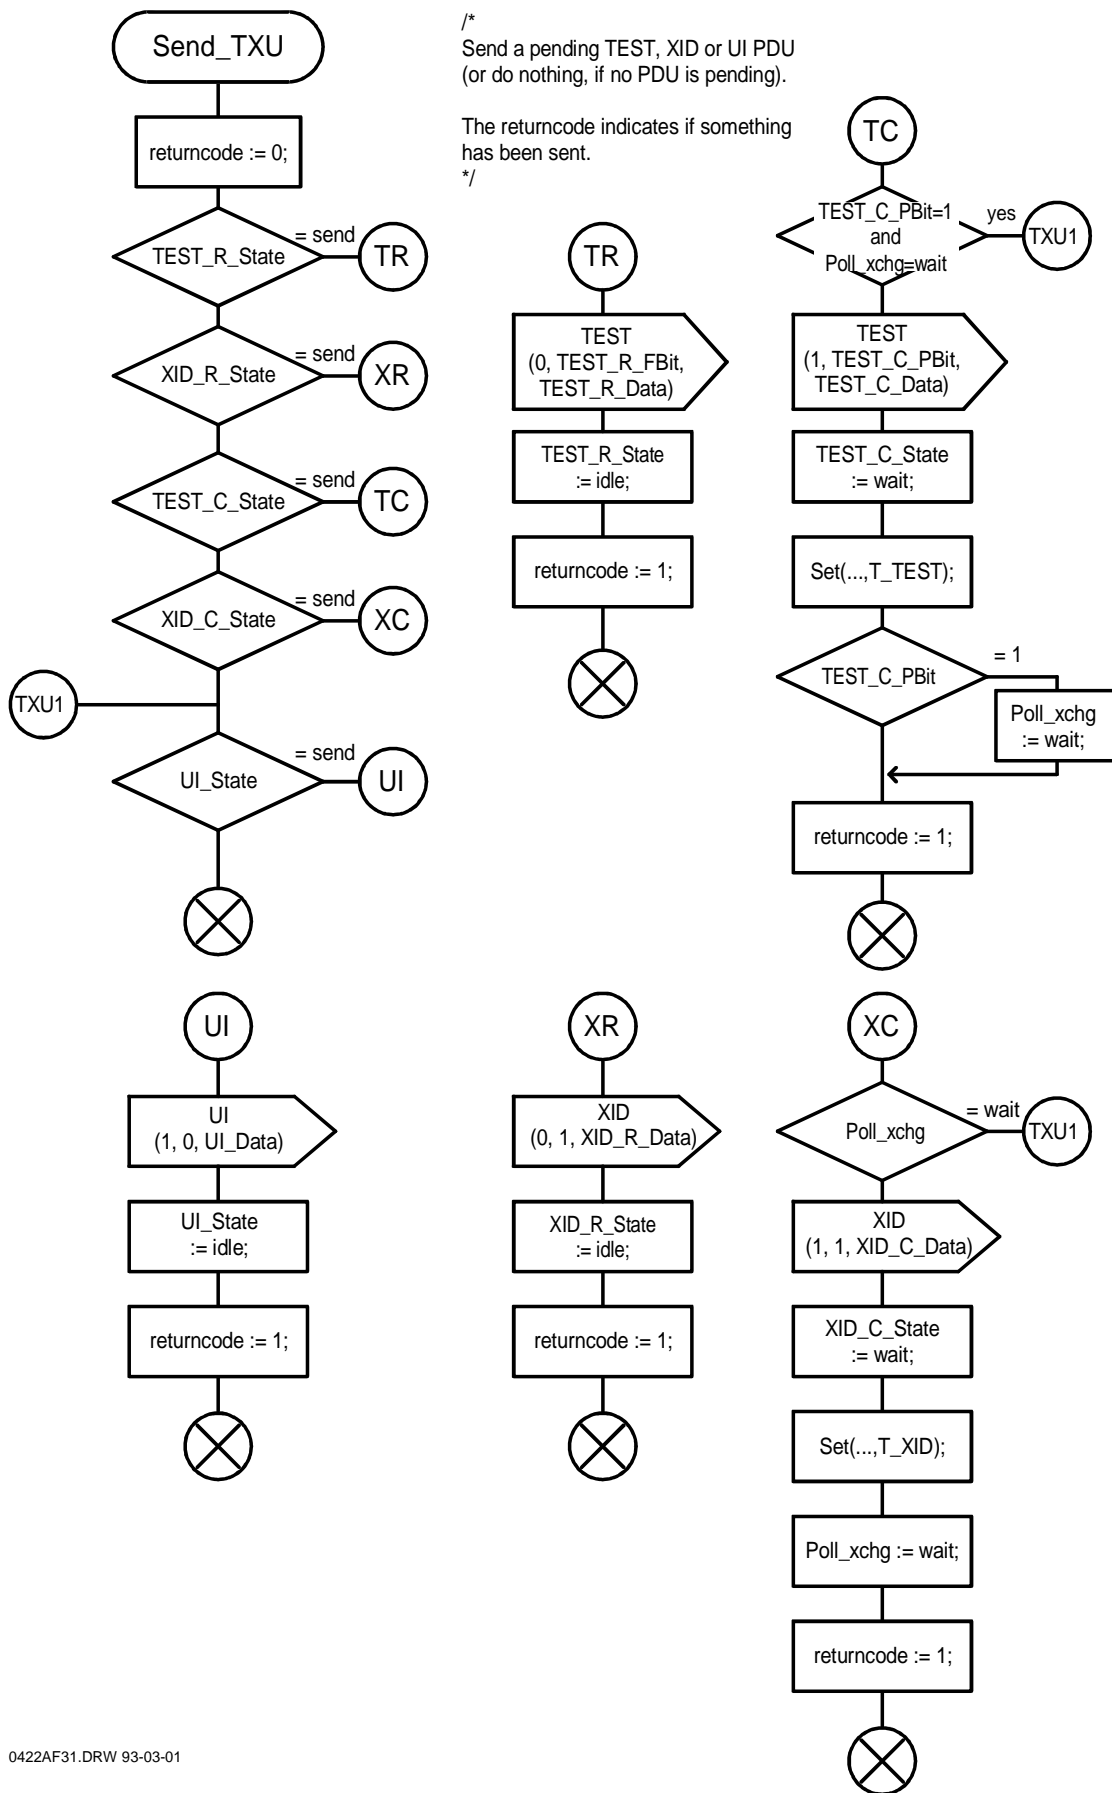 Send_TXU
/*
Send a pending TEST, XID or UI PDU
(or do nothing, if no PDU is pending).
The returncode indicates if something
has been sent.
*/
returncode := 0;
TEST_R_State
= send
TR
XID_R_State
= send
XR
TEST_C_State
= send
TC
XID_C_State
= send
XC
TXU1
UI_State
= send
UI
TR
TEST
(0, TEST_R_FBit,
TEST_R_Data)
TEST_R_State
:= idle;
returncode := 1;
TC
TEST_C_PBit=1
and
Poll_xchg=wait
yes
TXU1
TEST
(1, TEST_C_PBit,
TEST_C_Data)
TEST_C_State
:= wait;
Set(...,T_TEST);
TEST_C_PBit
= 1
Poll_xchg
:= wait;
returncode := 1;
UI
UI
(1, 0, UI_Data)
UI_State
:= idle;
returncode := 1;
XR
XID
(0, 1, XID_R_Data)
XID_R_State
:= idle;
returncode := 1;
XC
Poll_xchg
= wait
TXU1
XID
(1, 1, XID_C_Data)
XID_C_State
:= wait;
Set(...,T_XID);
Poll_xchg := wait;
returncode := 1;
0422AF31.DRW 93-03-01